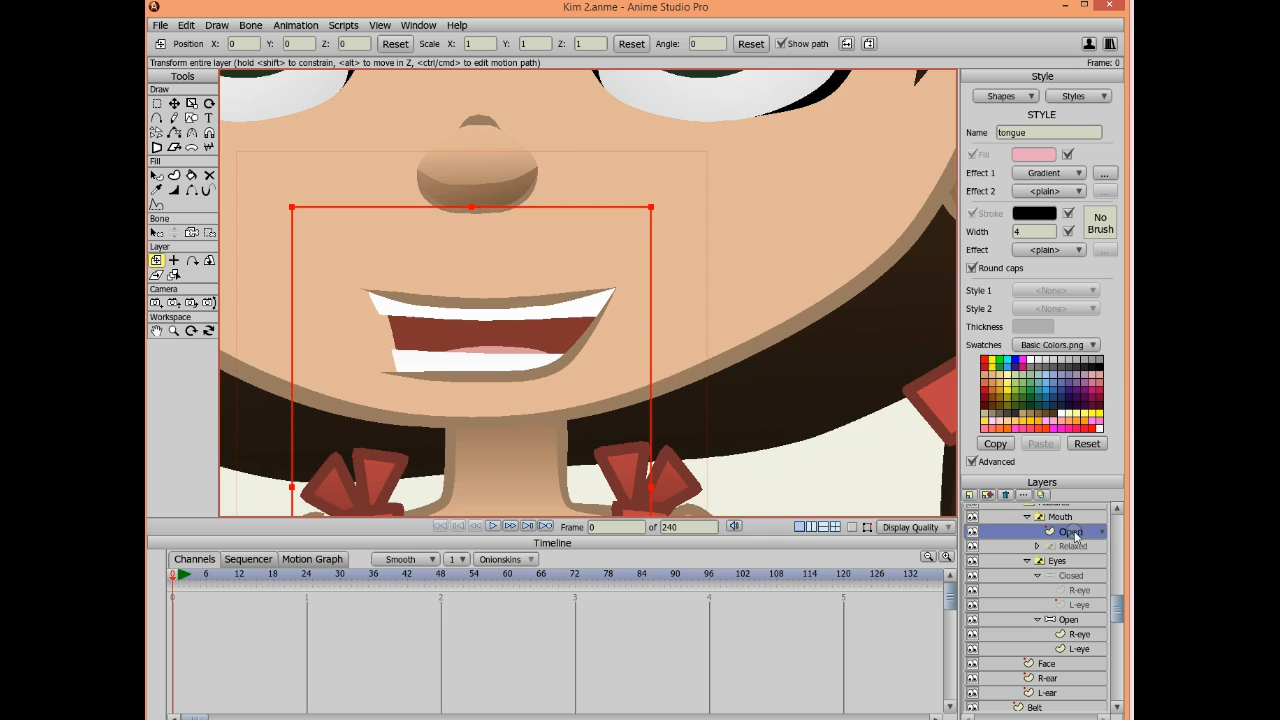 Kim 2.anme - Anime Studio Pro
File Edit Draw Bone Animation Scripts View Window Help
Position X: 0 Y: 0 Z: 0 Reset Scale X: 1 Y: 1 Z: 1 Reset Angle: 0 Reset Show path
Transform entire layer (hold <shift> to constrain, <alt> to move in Z, <ctrl/cmd> to edit motion path) Frame: 0
Tools
Draw
Fill
Bone
Layer
Camera
Workspace
Style
Shapes Styles
STYLE
Name tongue
Fill
Effect 1 Gradient ...
Effect 2 <plain> ...
Stroke
No Brush
Width 4
Effect <plain> ...
Round caps
Style 1 <None>
Style 2 <None>
Thickness
Swatches Basic Colors.png
Copy Paste Reset
Advanced
Layers
Mouth
Open
Relaxed
Eyes
Closed
R-eye
L-eye
Open
R-eye
L-eye
Face
R-ear
L-ear
Belt
Frame 0 of 240 Display Quality
Timeline
Channels Sequencer Motion Graph Smooth 1 Onionskins
0 6 12 18 24 30 36 42 48 54 60 66 72 78 84 90 96 102 108 114 120 126 132
0 1 2 3 4 5